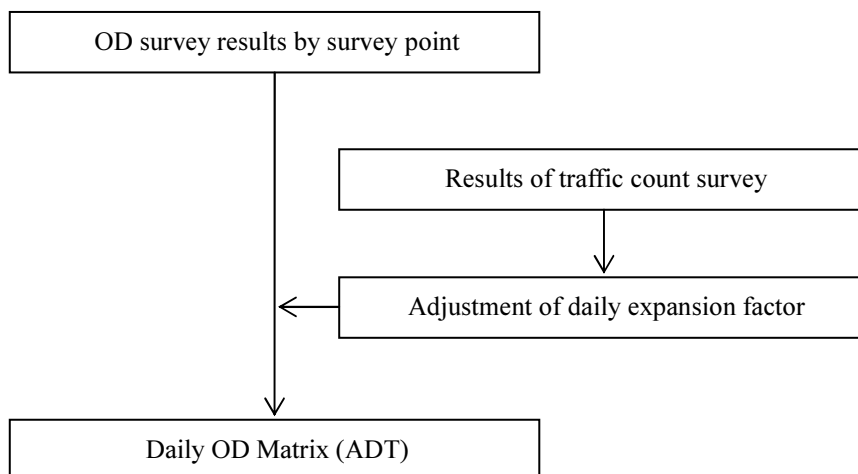 OD survey results by survey point
Results of traffic count survey
Adjustment of daily expansion factor
Daily OD Matrix (ADT)